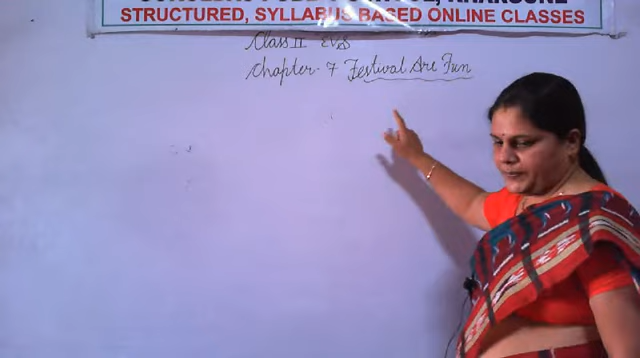 STRUCTURED, SYLLABUS BASED ONLINE CLASSES
Class II EVS
Chapter-7 Festival Are Fun